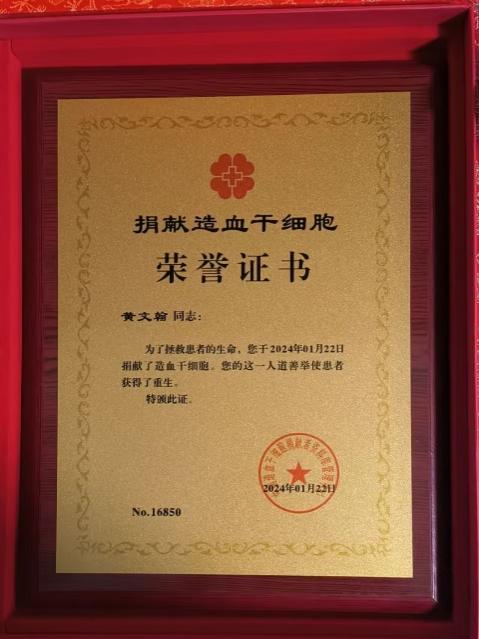 捐献造血干细胞
荣誉证书
黄文翰 同志：
为了拯救患者的生命，您于2024年01月22日
捐献了造血干细胞。您的这一人道善举使患者
获得了重生。
特颁此证。
2024年01月22日
No.16850